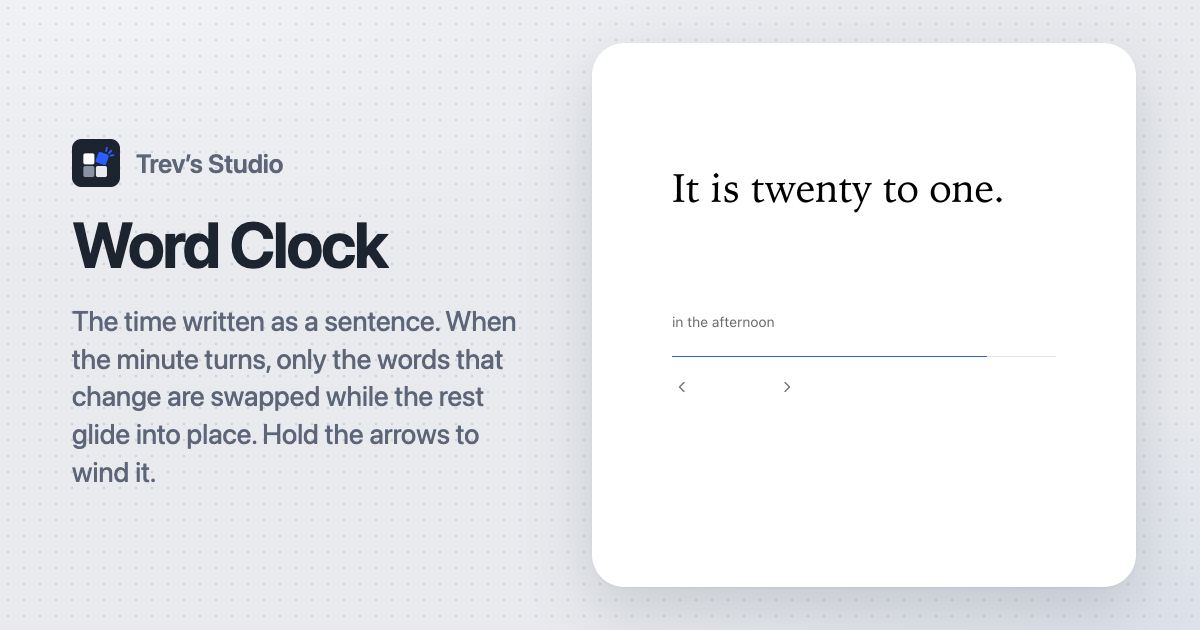 Trev’s Studio
Word Clock
The time written as a sentence. When
the minute turns, only the words that
change are swapped while the rest
glide into place. Hold the arrows to
wind it.
It is twenty to one.
in the afternoon